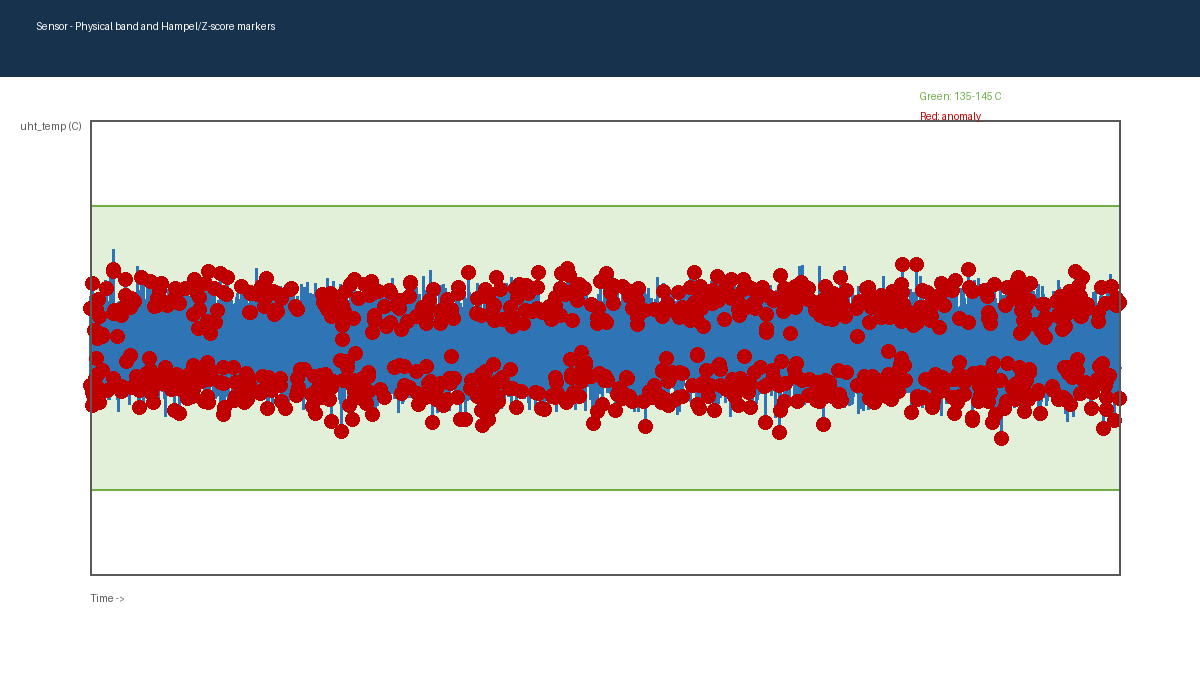 Sensor - Physical band and Hampel/Z-score markers
Green: 135-145 C
Red: anomaly
uht_temp (C)
Time ->